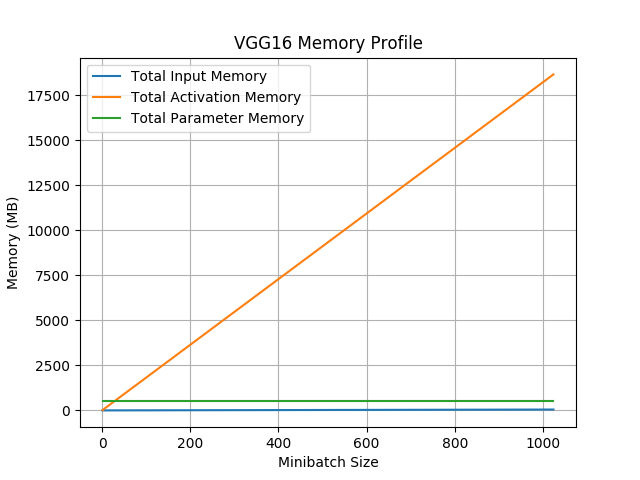 VGG16 Memory Profile
Total Input Memory
Total Activation Memory
Total Parameter Memory
Memory (MB)
17500
15000
12500
10000
7500
5000
2500
0
0 200 400 600 800 1000
Minibatch Size